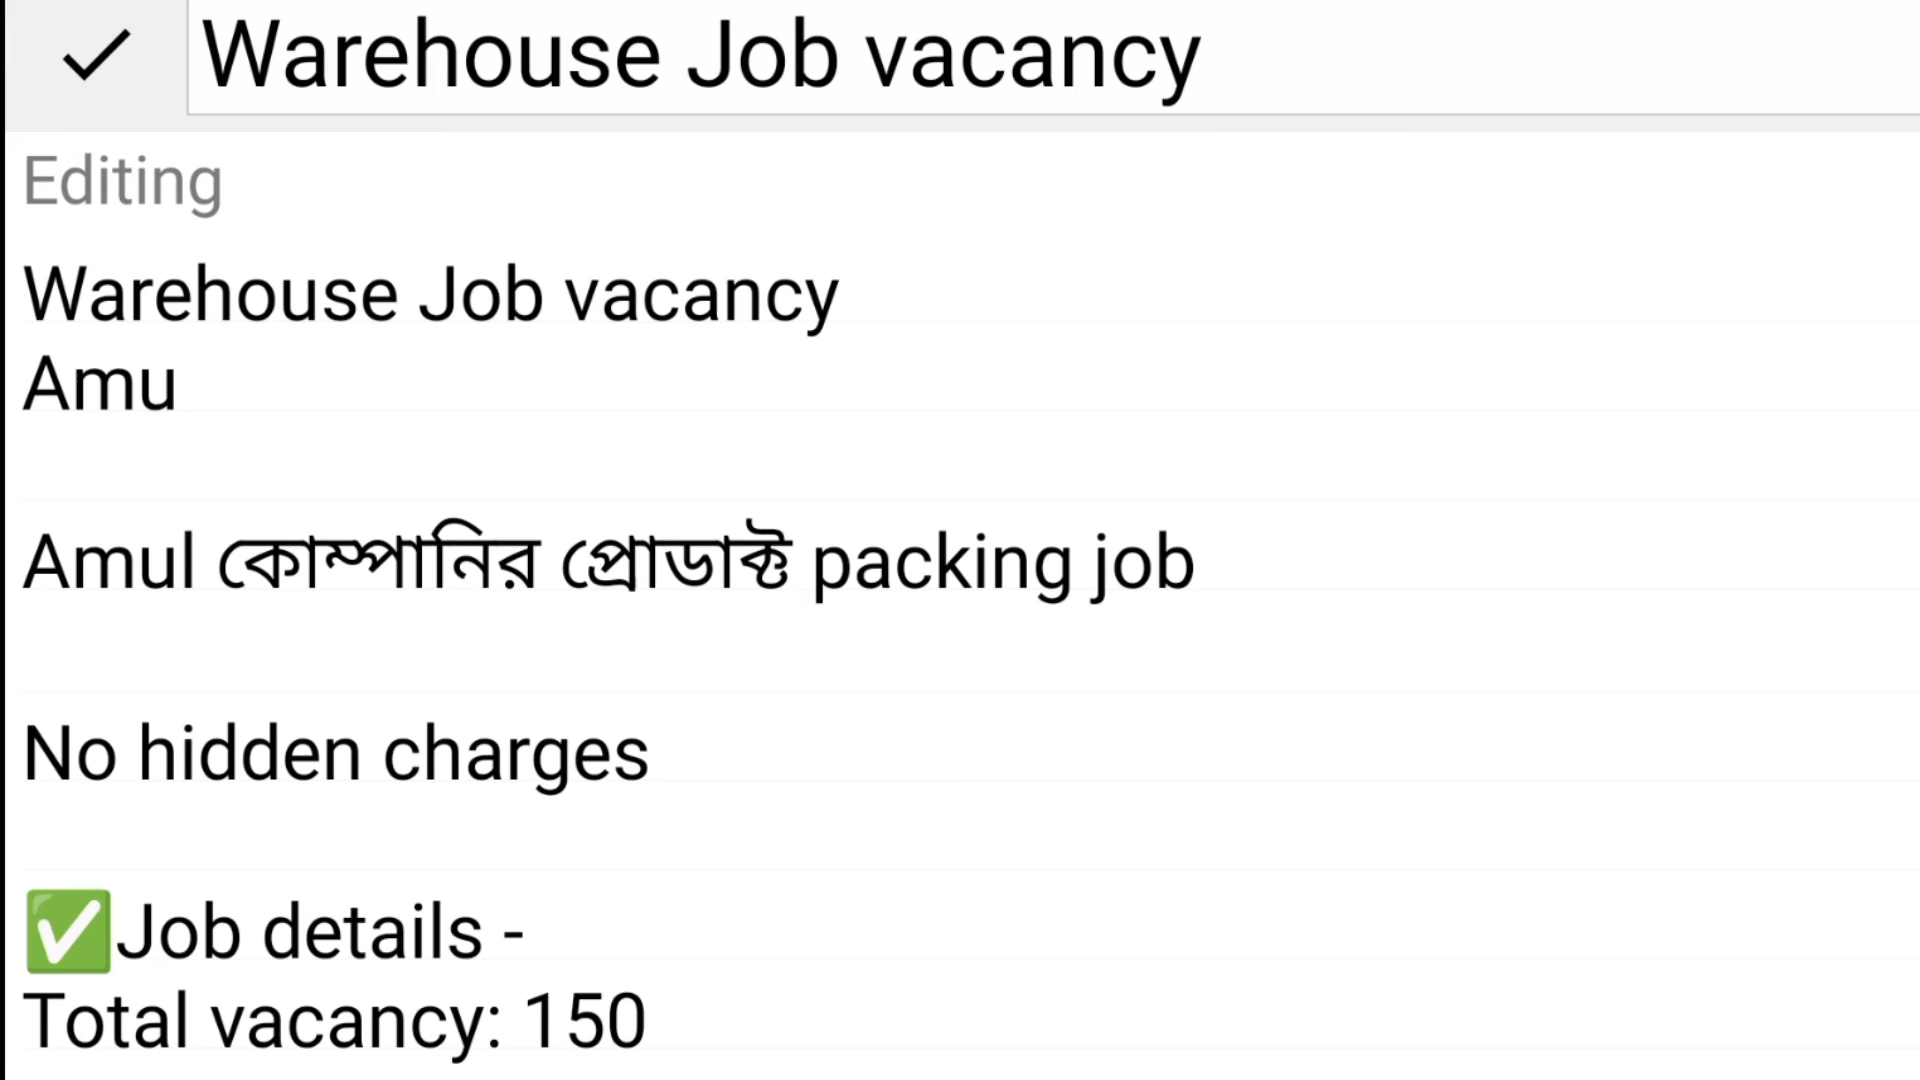 Warehouse Job vacancy
Editing
Warehouse Job vacancy
Amu
Amul কোম্পানির প্রোডাক্ট packing job
No hidden charges
✅Job details -
Total vacancy: 150